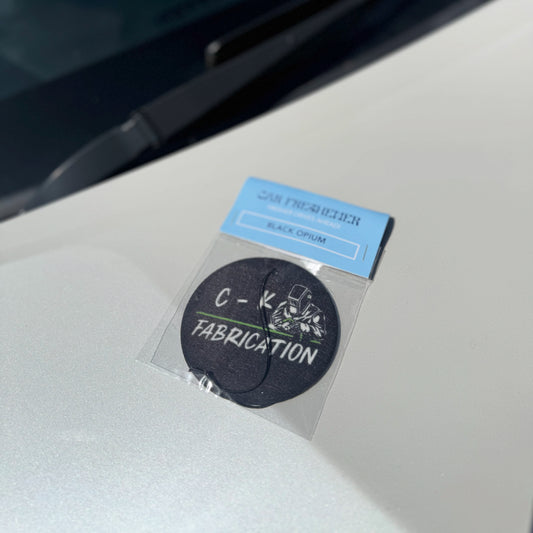 CAR FRESHENER
BLACK OPIUM
C - K
FABRICATION